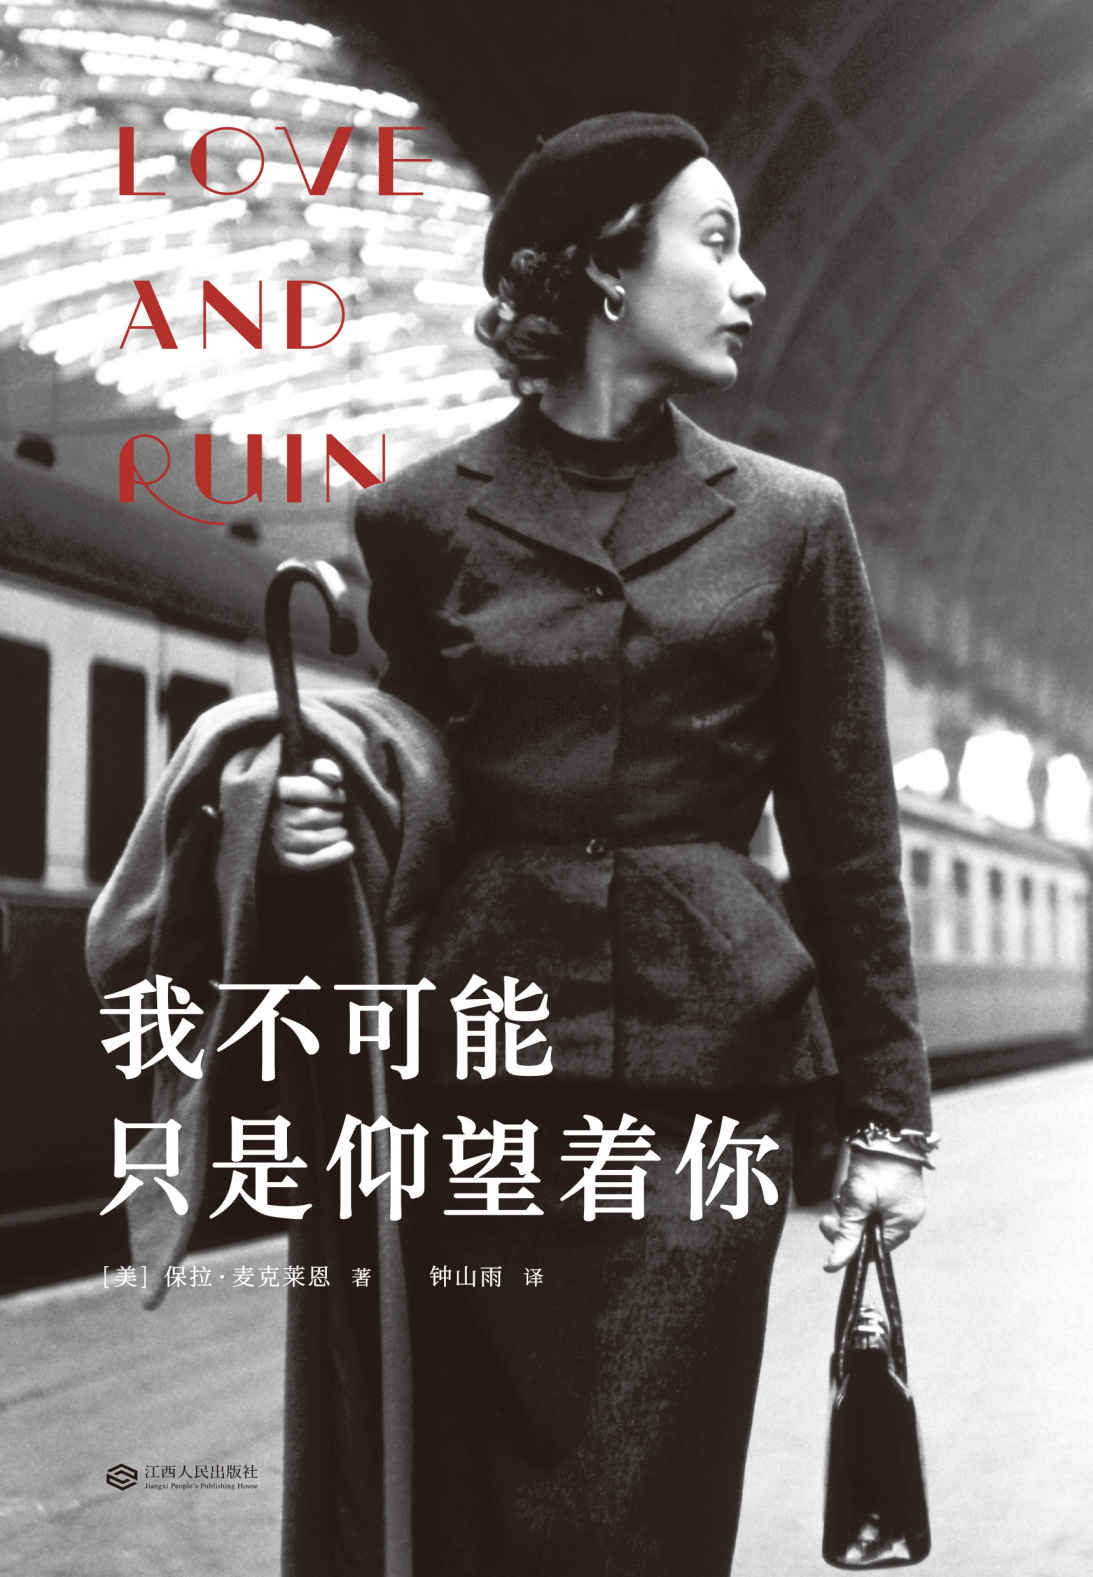 LOVE
AND
RUIN
我不可能
只是仰望着你
［美］保拉·麦克莱恩 著 钟山雨 译
江西人民出版社
Jiangxi People's Publishing House